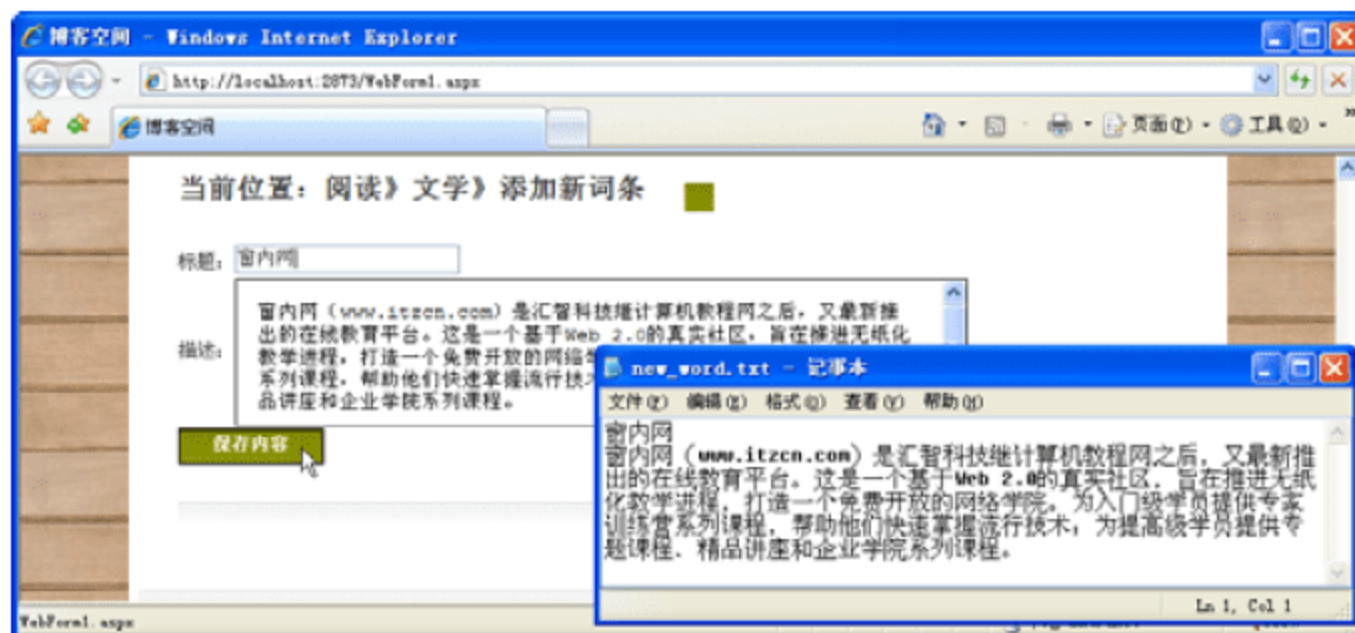 博客空间 - Windows Internet Explorer
http://localhost:2873/WebForm1.aspx
博客空间
页面(P)
工具(O)
当前位置：阅读》文学》添加新词条
标题：
窗内网
描述：
窗内网（www.itzcn.com）是汇智科技继计算机教程网之后，又最新推
出的在线教育平台。这是一个基于Web 2.0的真实社区，旨在推进无纸化
教学进程，打造一个免费开放的网络
系列课程，帮助他们快速掌握流行技
品讲座和企业学院系列课程。
保存内容
new_word.txt - 记事本
文件(F) 编辑(E) 格式(O) 查看(V) 帮助(H)
窗内网
窗内网（www.itzcn.com）是汇智科技继计算机教程网之后，又最新推
出的在线教育平台。这是一个基于Web 2.0的真实社区，旨在推进无纸
化教学进程，打造一个免费开放的网络学院。为入门级学员提供专家
训练营系列课程，帮助他们快速掌握流行技术；为提高级学员提供专
题课程、精品讲座和企业学院系列课程。
Ln 1, Col 1
WebForm1.aspx